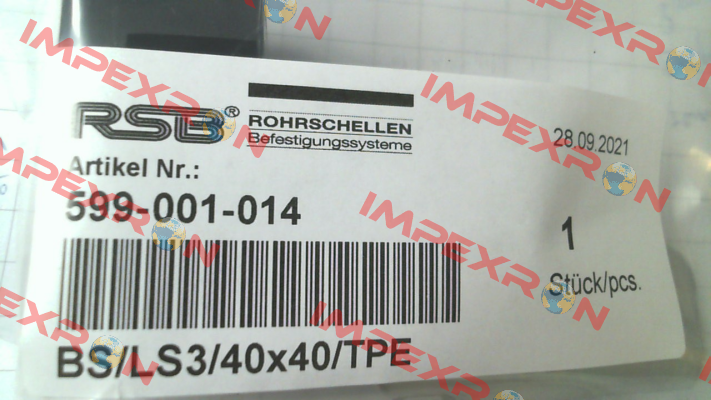 RSB® ROHRSCHELLEN
Befestigungssysteme
28.09.2021
Artikel Nr.:
599-001-014
1
Stück/pcs.
BS/LS3/40x40/TPE
IMPEXRON
IMPEXRON
IMPEXRON
IMPEXRON
IMPEXRON
IMPEXRON